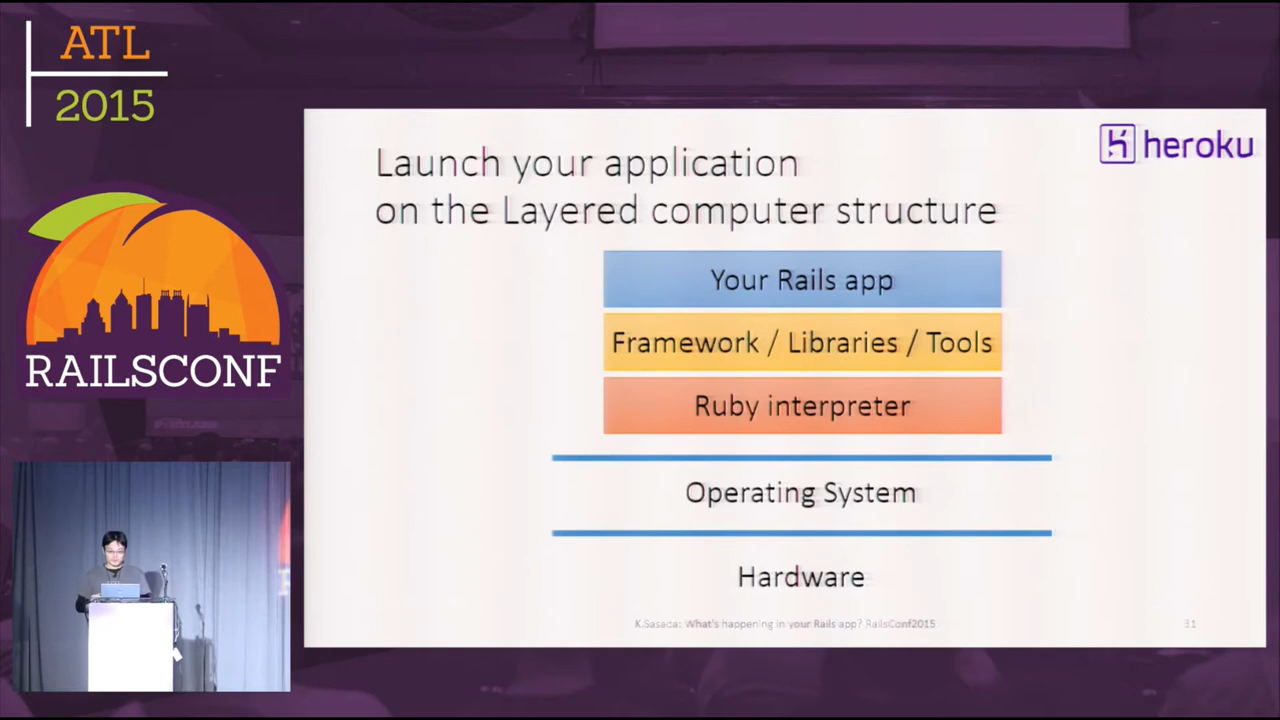 ATL
2015
RAILSCONF
heroku
Launch your application
on the Layered computer structure
Your Rails app
Framework / Libraries / Tools
Ruby interpreter
Operating System
Hardware
K.Sasada: What's happening in your Rails app? RailsConf2015
31